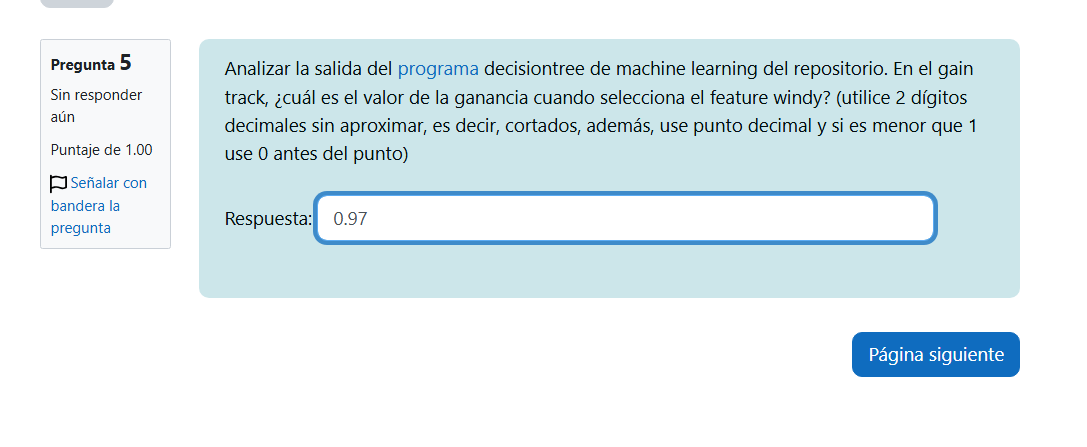 Pregunta 5
Sin responder
aún
Puntaje de 1.00
Señalar con
bandera la
pregunta
Analizar la salida del programa decisiontree de machine learning del repositorio. En el gain
track, ¿cuál es el valor de la ganancia cuando selecciona el feature windy? (utilice 2 dígitos
decimales sin aproximar, es decir, cortados, además, use punto decimal y si es menor que 1
use 0 antes del punto)
Respuesta: 0.97
Página siguiente